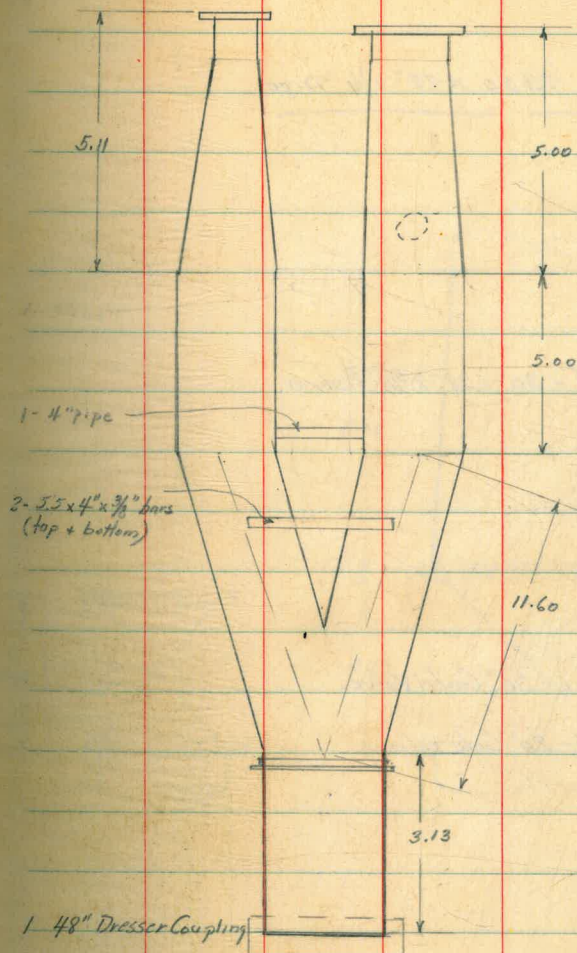 5.11
5.00
5.00
1- 4" pipe
2- 5.5 x 4" x 3/8" bars
(top + bottom)
11.60
3.13
1 48" Dresser Coupling